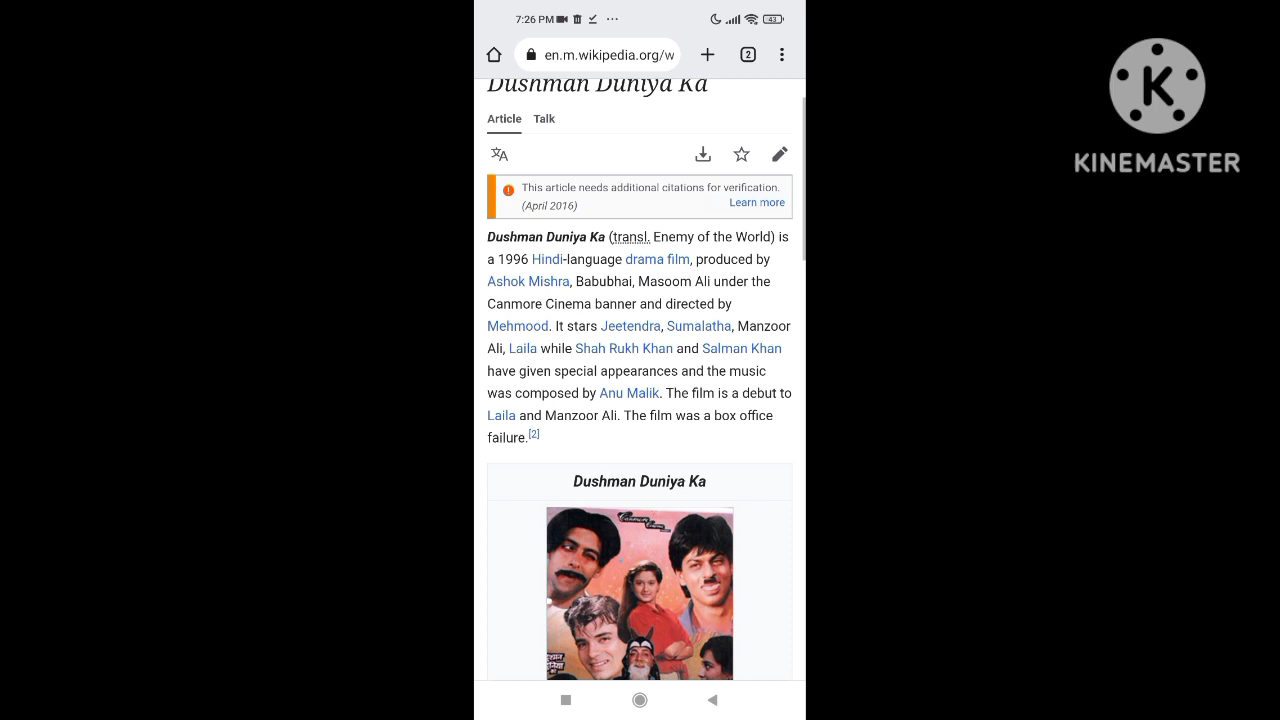 7:26 PM
43
en.m.wikipedia.org/w
2
K
KINEMASTER
Dushman Duniya Ka
Article Talk
This article needs additional citations for verification.
(April 2016)
Learn more
Dushman Duniya Ka (transl. Enemy of the World) is
a 1996 Hindi-language drama film, produced by
Ashok Mishra, Babubhai, Masoom Ali under the
Canmore Cinema banner and directed by
Mehmood. It stars Jeetendra, Sumalatha, Manzoor
Ali, Laila while Shah Rukh Khan and Salman Khan
have given special appearances and the music
was composed by Anu Malik. The film is a debut to
Laila and Manzoor Ali. The film was a box office
failure.[2]
Dushman Duniya Ka
Canmore
Cinema